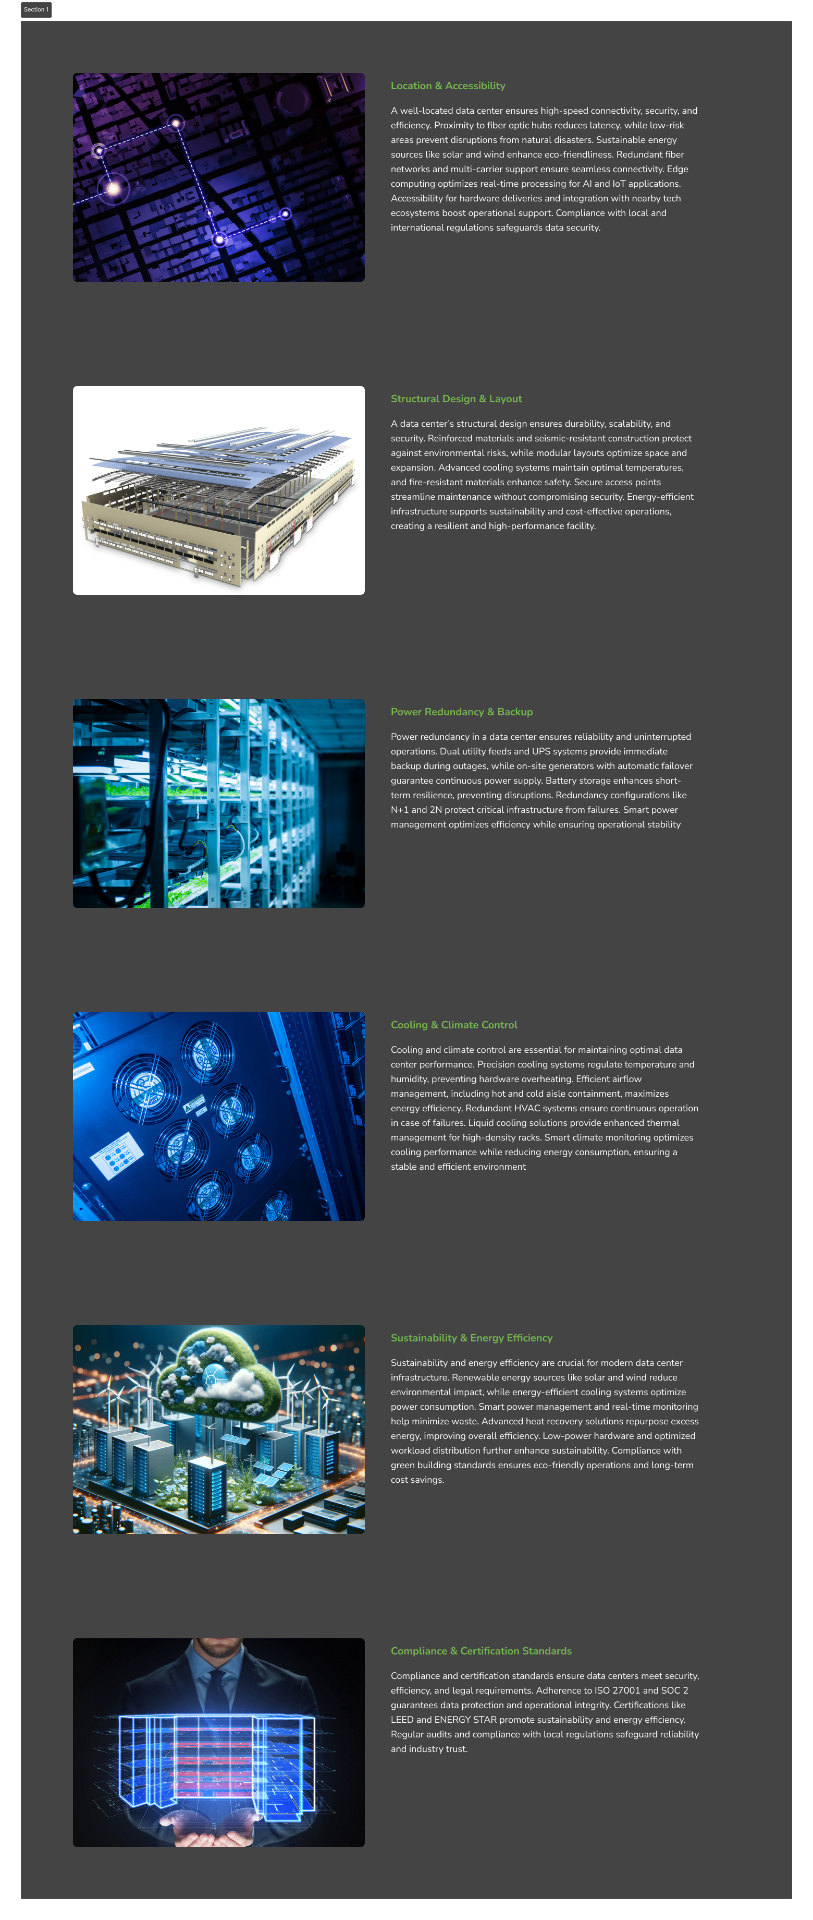 Section 1
Location & Accessibility
A well-located data center ensures high-speed connectivity, security, and
efficiency. Proximity to fiber optic hubs reduces latency, while low-risk
areas prevent disruptions from natural disasters. Sustainable energy
sources like solar and wind enhance eco-friendliness. Redundant fiber
networks and multi-carrier support ensure seamless connectivity. Edge
computing optimizes real-time processing for AI and IoT applications.
Accessibility for hardware deliveries and integration with nearby tech
ecosystems boost operational support. Compliance with local and
international regulations safeguards data security.
Structural Design & Layout
A data center's structural design ensures durability, scalability, and
security. Reinforced materials and seismic-resistant construction protect
against environmental risks, while modular layouts optimize space and
expansion. Advanced cooling systems maintain optimal temperatures,
and fire-resistant materials enhance safety. Secure access points
streamline maintenance without compromising security. Energy-efficient
infrastructure supports sustainability and cost-effective operations,
creating a resilient and high-performance facility.
Power Redundancy & Backup
Power redundancy in a data center ensures reliability and uninterrupted
operations. Dual utility feeds and UPS systems provide immediate
backup during outages, while on-site generators with automatic failover
guarantee continuous power supply. Battery storage enhances short-
term resilience, preventing disruptions. Redundancy configurations like
N+1 and 2N protect critical infrastructure from failures. Smart power
management optimizes efficiency while ensuring operational stability
Cooling & Climate Control
Cooling and climate control are essential for maintaining optimal data
center performance. Precision cooling systems regulate temperature and
humidity, preventing hardware overheating. Efficient airflow
management, including hot and cold aisle containment, maximizes
energy efficiency. Redundant HVAC systems ensure continuous operation
in case of failures. Liquid cooling solutions provide enhanced thermal
management for high-density racks. Smart climate monitoring optimizes
cooling performance while reducing energy consumption, ensuring a
stable and efficient environment
Sustainability & Energy Efficiency
Sustainability and energy efficiency are crucial for modern data center
infrastructure. Renewable energy sources like solar and wind reduce
environmental impact, while energy-efficient cooling systems optimize
power consumption. Smart power management and real-time monitoring
help minimize waste. Advanced heat recovery solutions repurpose excess
energy, improving overall efficiency. Low-power hardware and optimized
workload distribution further enhance sustainability. Compliance with
green building standards ensures eco-friendly operations and long-term
cost savings.
Compliance & Certification Standards
Compliance and certification standards ensure data centers meet security,
efficiency, and legal requirements. Adherence to ISO 27001 and SOC 2
guarantees data protection and operational integrity. Certifications like
LEED and ENERGY STAR promote sustainability and energy efficiency.
Regular audits and compliance with local regulations safeguard reliability
and industry trust.